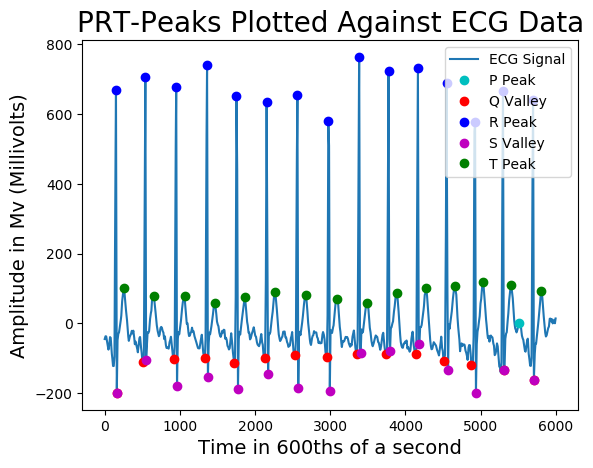 PRT-Peaks Plotted Against ECG Data
Amplitude in Mv (Millivolts)
800
600
400
200
0
−200
ECG Signal
P Peak
Q Valley
R Peak
S Valley
T Peak
0 1000 2000 3000 4000 5000 6000
Time in 600ths of a second